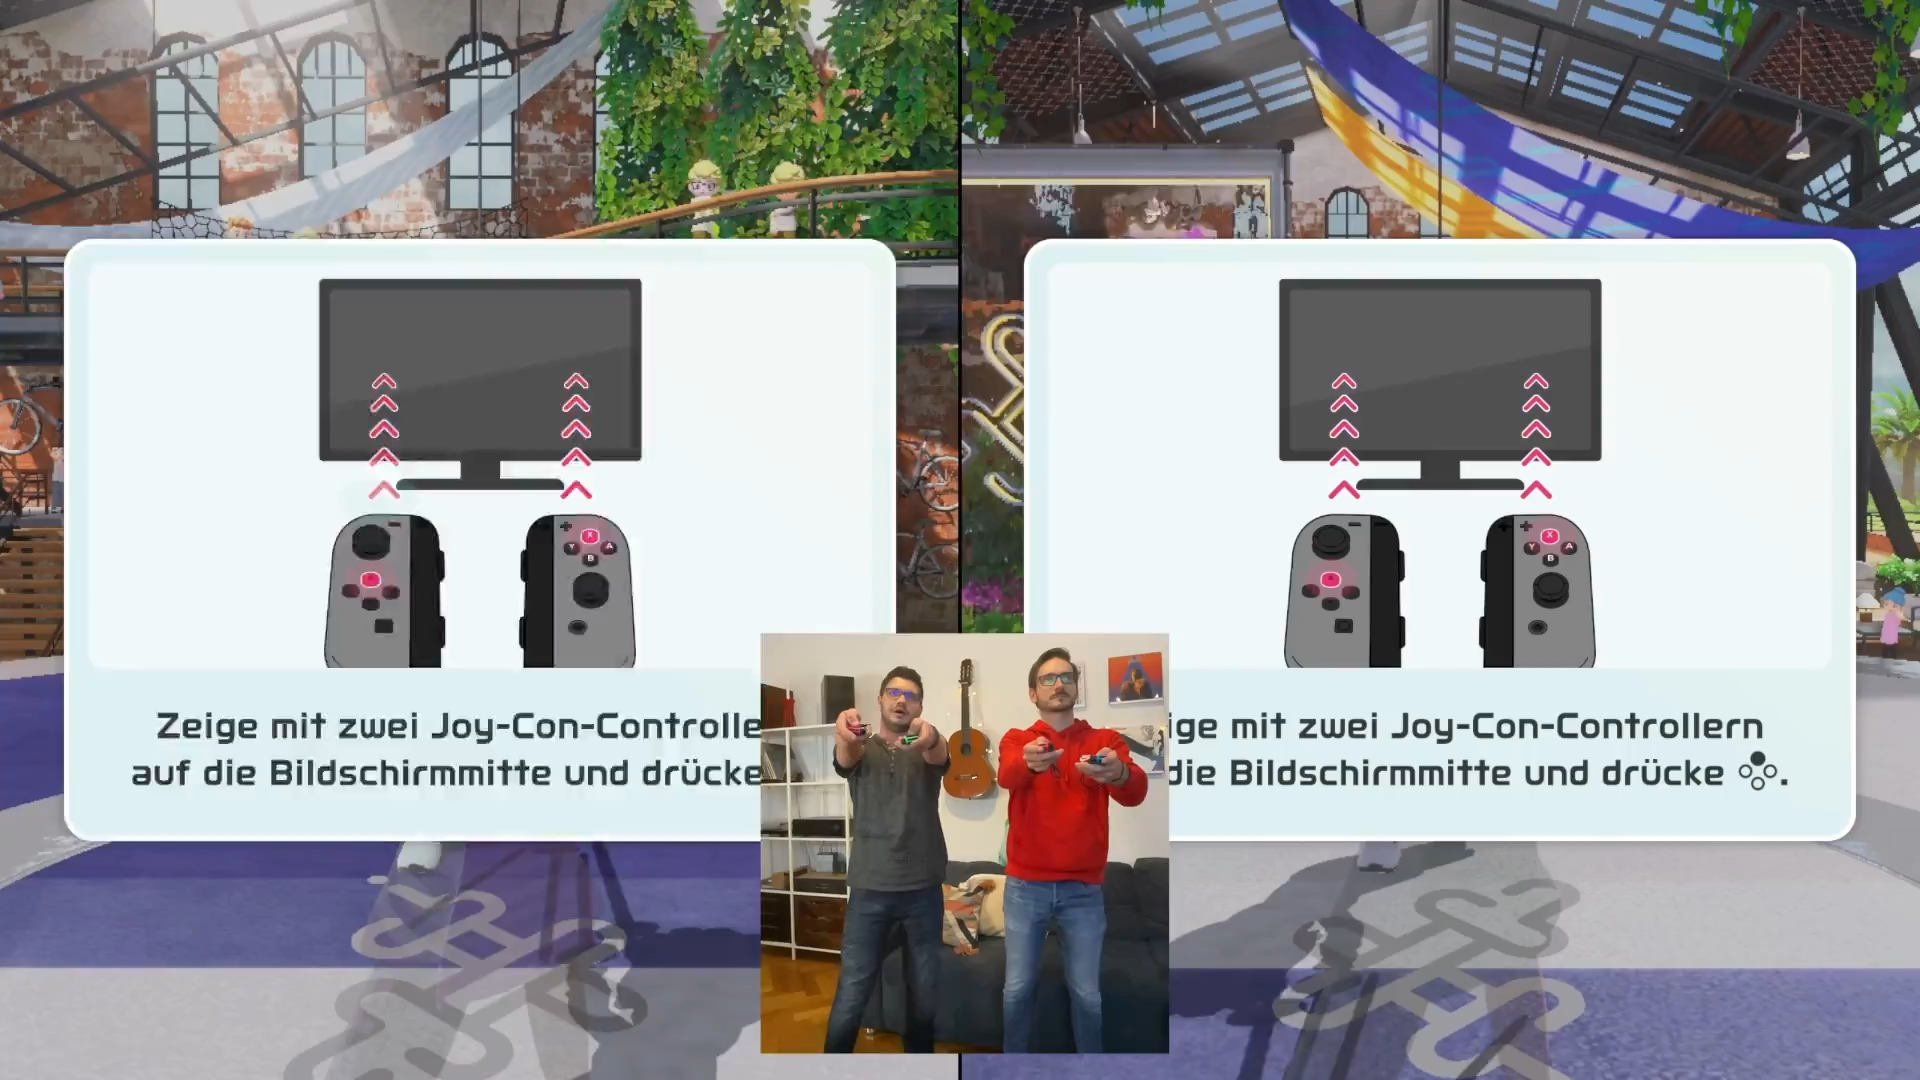 X
Y A
B
Zeige mit zwei Joy-Con-Controlle
auf die Bildschirmmitte und drücke
X
Y A
B
ige mit zwei Joy-Con-Controllern
die Bildschirmmitte und drücke